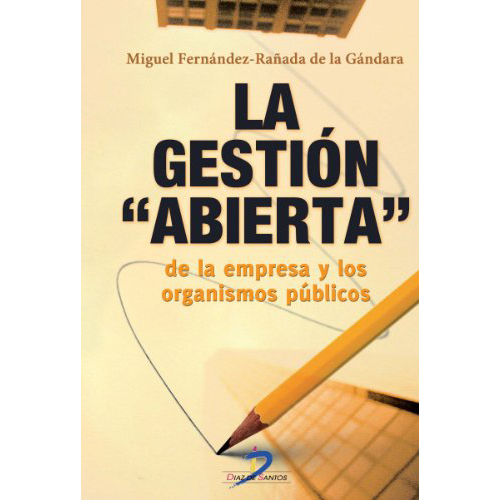 Miguel Fernández-Rañada de la Gándara
LA
GESTIÓN
“ABIERTA”
de la empresa y los
organismos públicos
DIAZ DE SANTOS